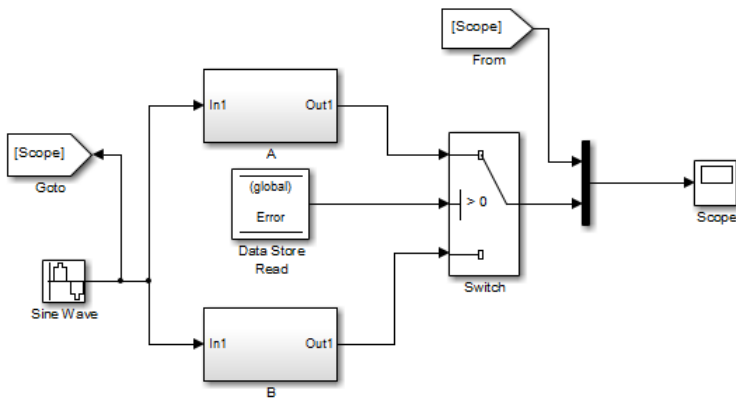 [Scope]
From
In1
Out1
A
[Scope]
Goto
(global)
Error
Data Store
Read
> 0
Switch
Scope
Sine Wave
In1
Out1
B